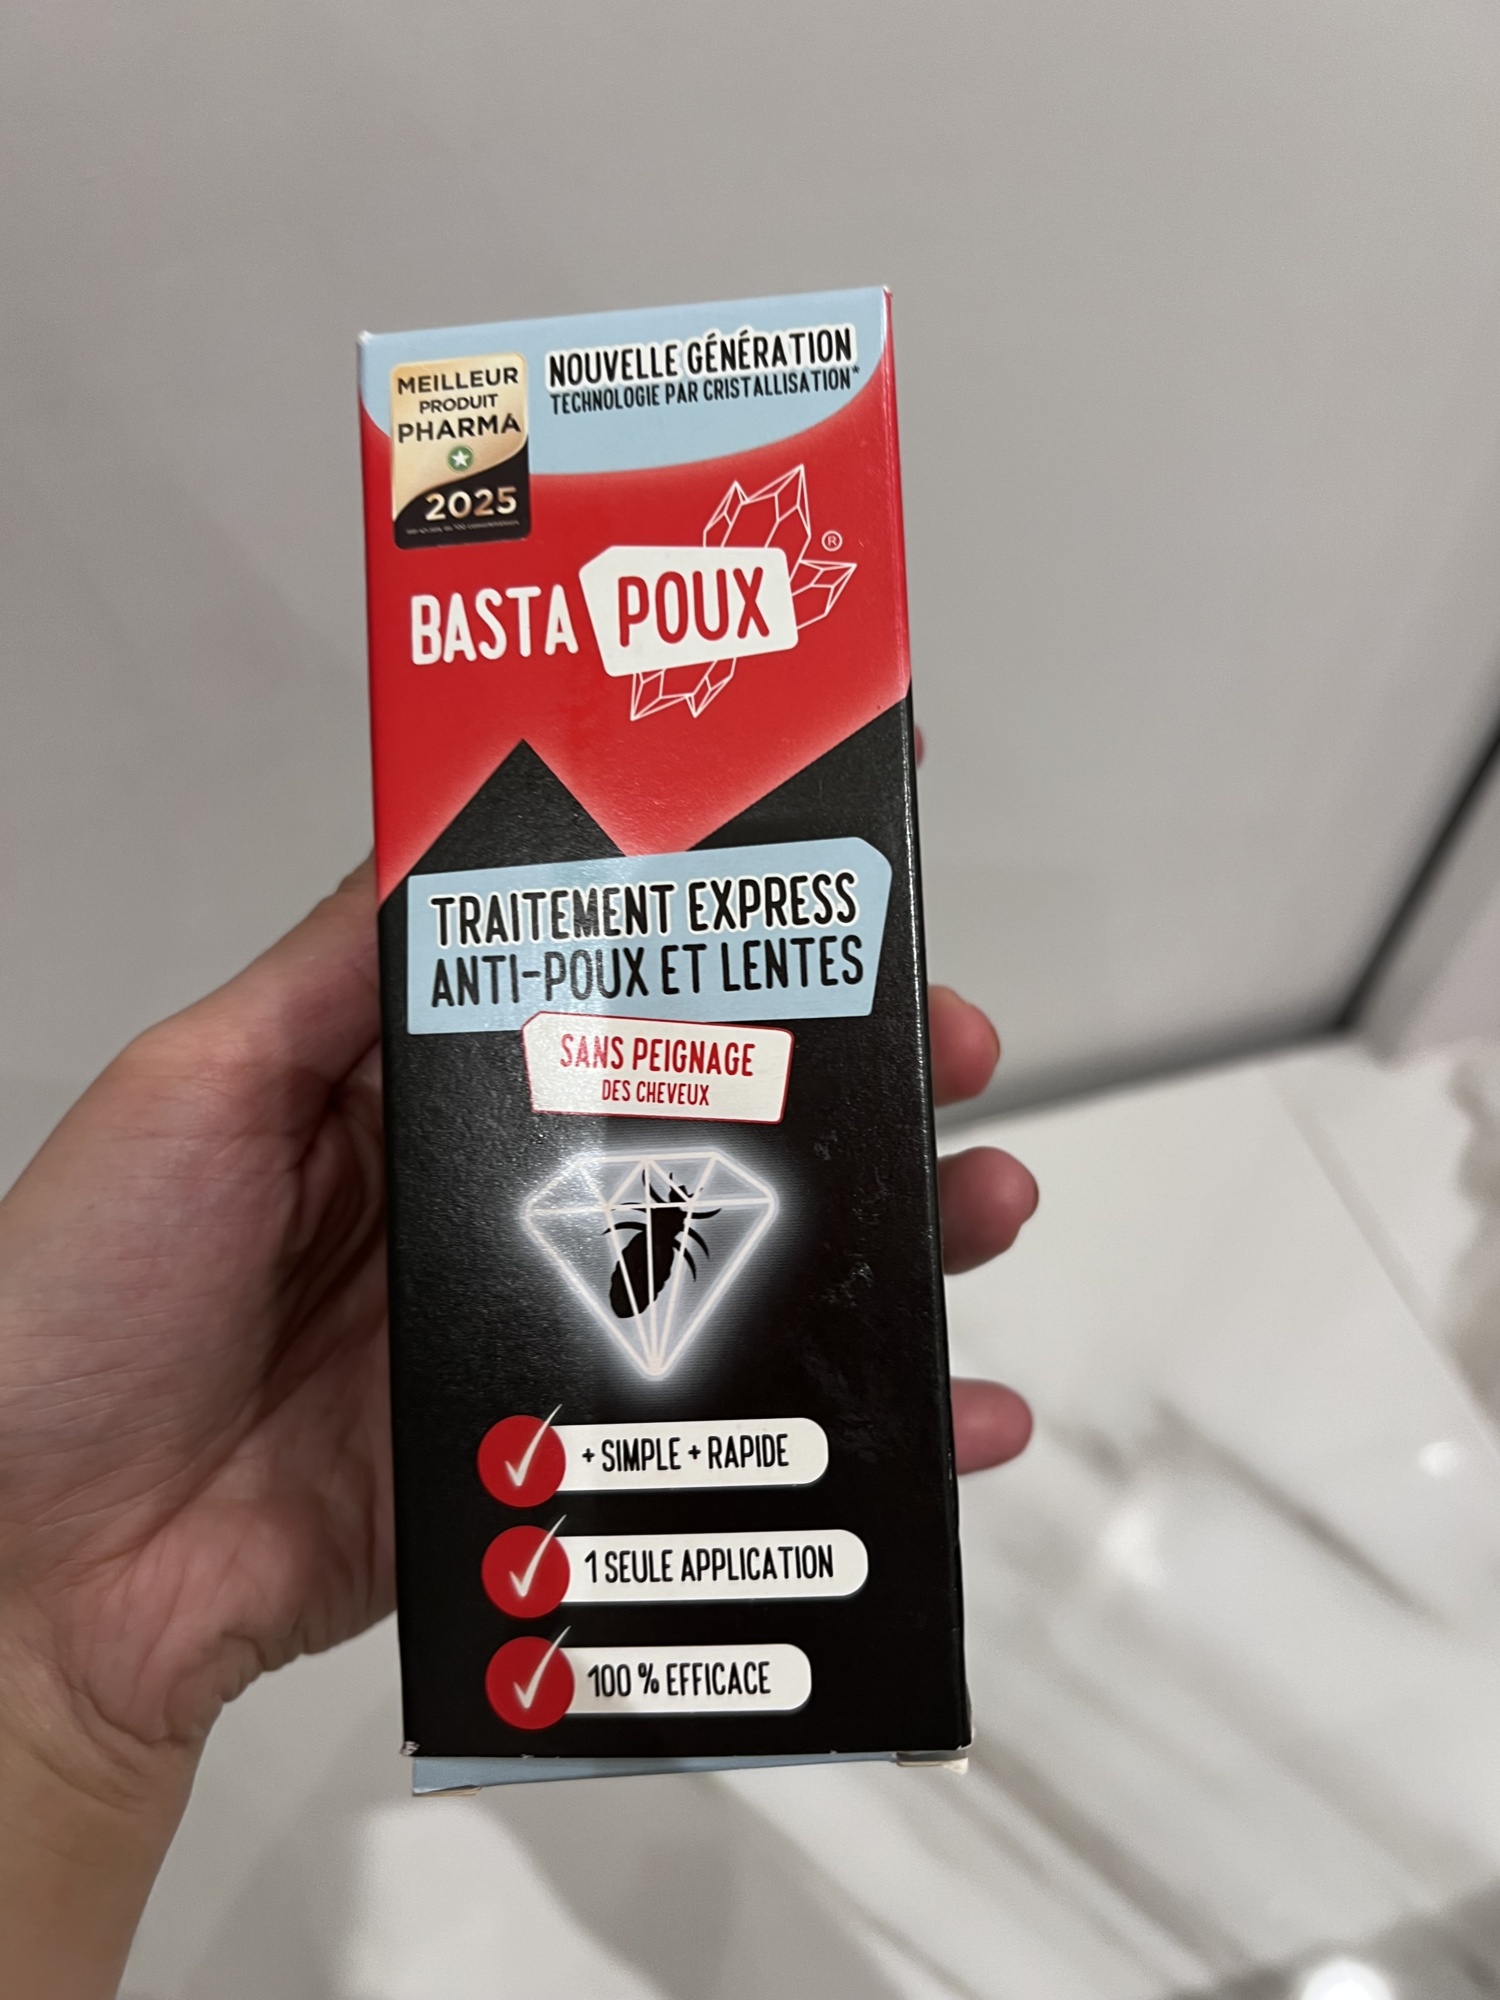 MEILLEUR
PRODUIT
PHARMA
2025
NOUVELLE GÉNÉRATION
TECHNOLOGIE PAR CRISTALLISATION*
®
BASTA POUX
TRAITEMENT EXPRESS
ANTI-POUX ET LENTES
SANS PEIGNAGE
DES CHEVEUX
+ SIMPLE + RAPIDE
1 SEULE APPLICATION
100 % EFFICACE